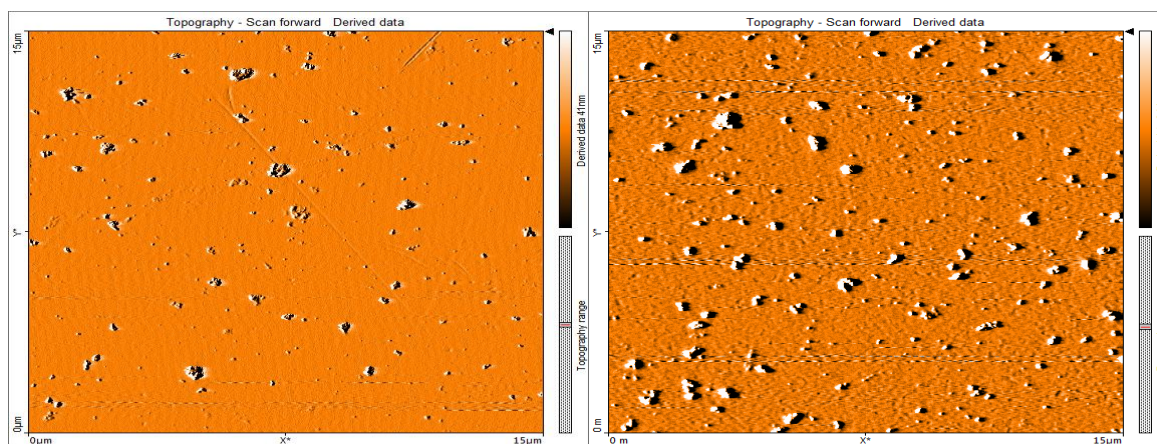 Topography - Scan forward Derived data
15µm
Y*
0µm
0µm
X*
15µm
Derived data 41nm
Topography range
Topography - Scan forward Derived data
15µm
Y*
0 m
0 m
X*
15µm